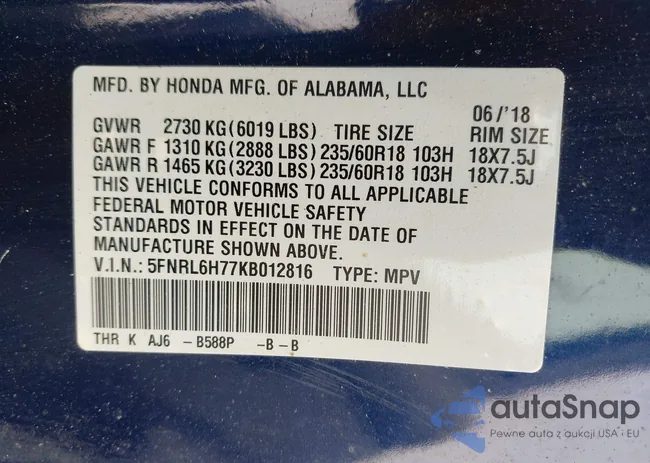 MFD. BY HONDA MFG. OF ALABAMA, LLC
06/'18
GVWR 2730 KG(6019 LBS) TIRE SIZE RIM SIZE
GAWR F 1310 KG(2888 LBS) 235/60R18 103H 18X7.5J
GAWR R 1465 KG(3230 LBS) 235/60R18 103H 18X7.5J
THIS VEHICLE CONFORMS TO ALL APPLICABLE
FEDERAL MOTOR VEHICLE SAFETY
STANDARDS IN EFFECT ON THE DATE OF
MANUFACTURE SHOWN ABOVE.
V.I.N.: 5FNRL6H77KB012816 TYPE: MPV
THR K AJ6 -B588P -B-B
autaSnap
Pewne auta z aukcji USA i EU